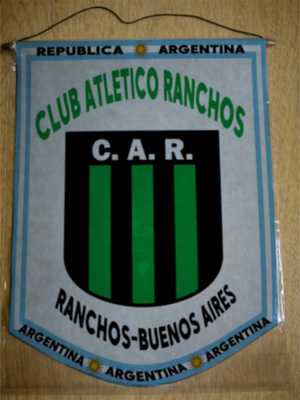 REPUBLICA ARGENTINA
CLUB ATLETICO RANCHOS
C. A. R.
RANCHOS-BUENOS AIRES
ARGENTINA ARGENTINA ARGENTINA